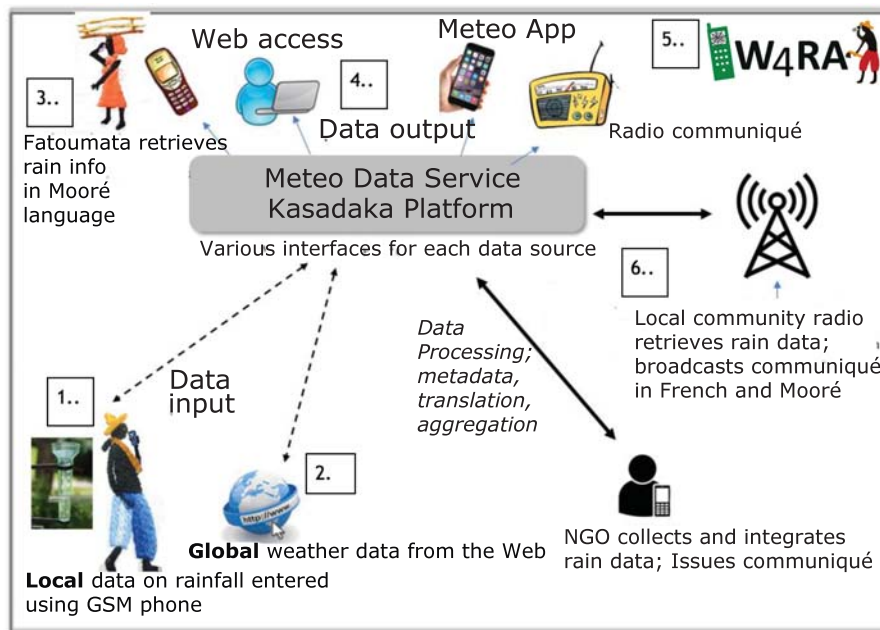 Web access
Meteo App
5..
W4RA
3..
4..
Data output
Radio communiqué
Fatoumata retrieves
rain info
in Mooré
language
Meteo Data Service
Kasadaka Platform
Various interfaces for each data source
6..
Data
Processing;
metadata,
translation,
aggregation
Local community radio
retrieves rain data;
broadcasts communiqué
in French and Mooré
1..
Data
input
2.
http://www.
Global weather data from the Web
NGO collects and integrates
rain data; Issues communiqué
Local data on rainfall entered
using GSM phone